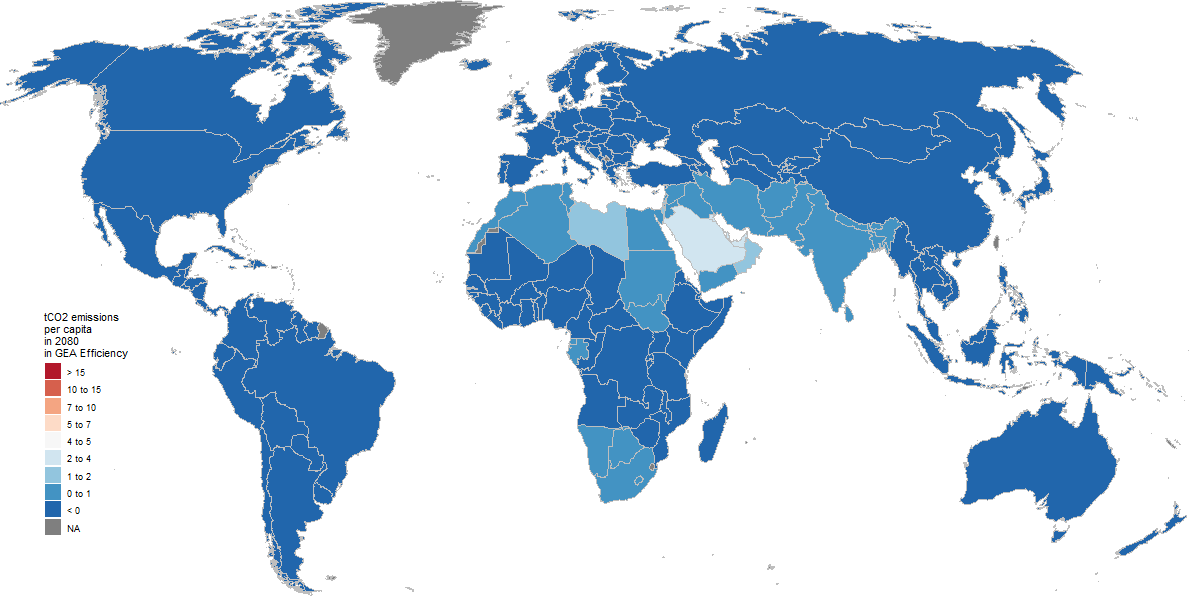 tCO2 emissions
per capita
in 2080
in GEA Efficiency
> 15
10 to 15
7 to 10
5 to 7
4 to 5
2 to 4
1 to 2
0 to 1
< 0
NA